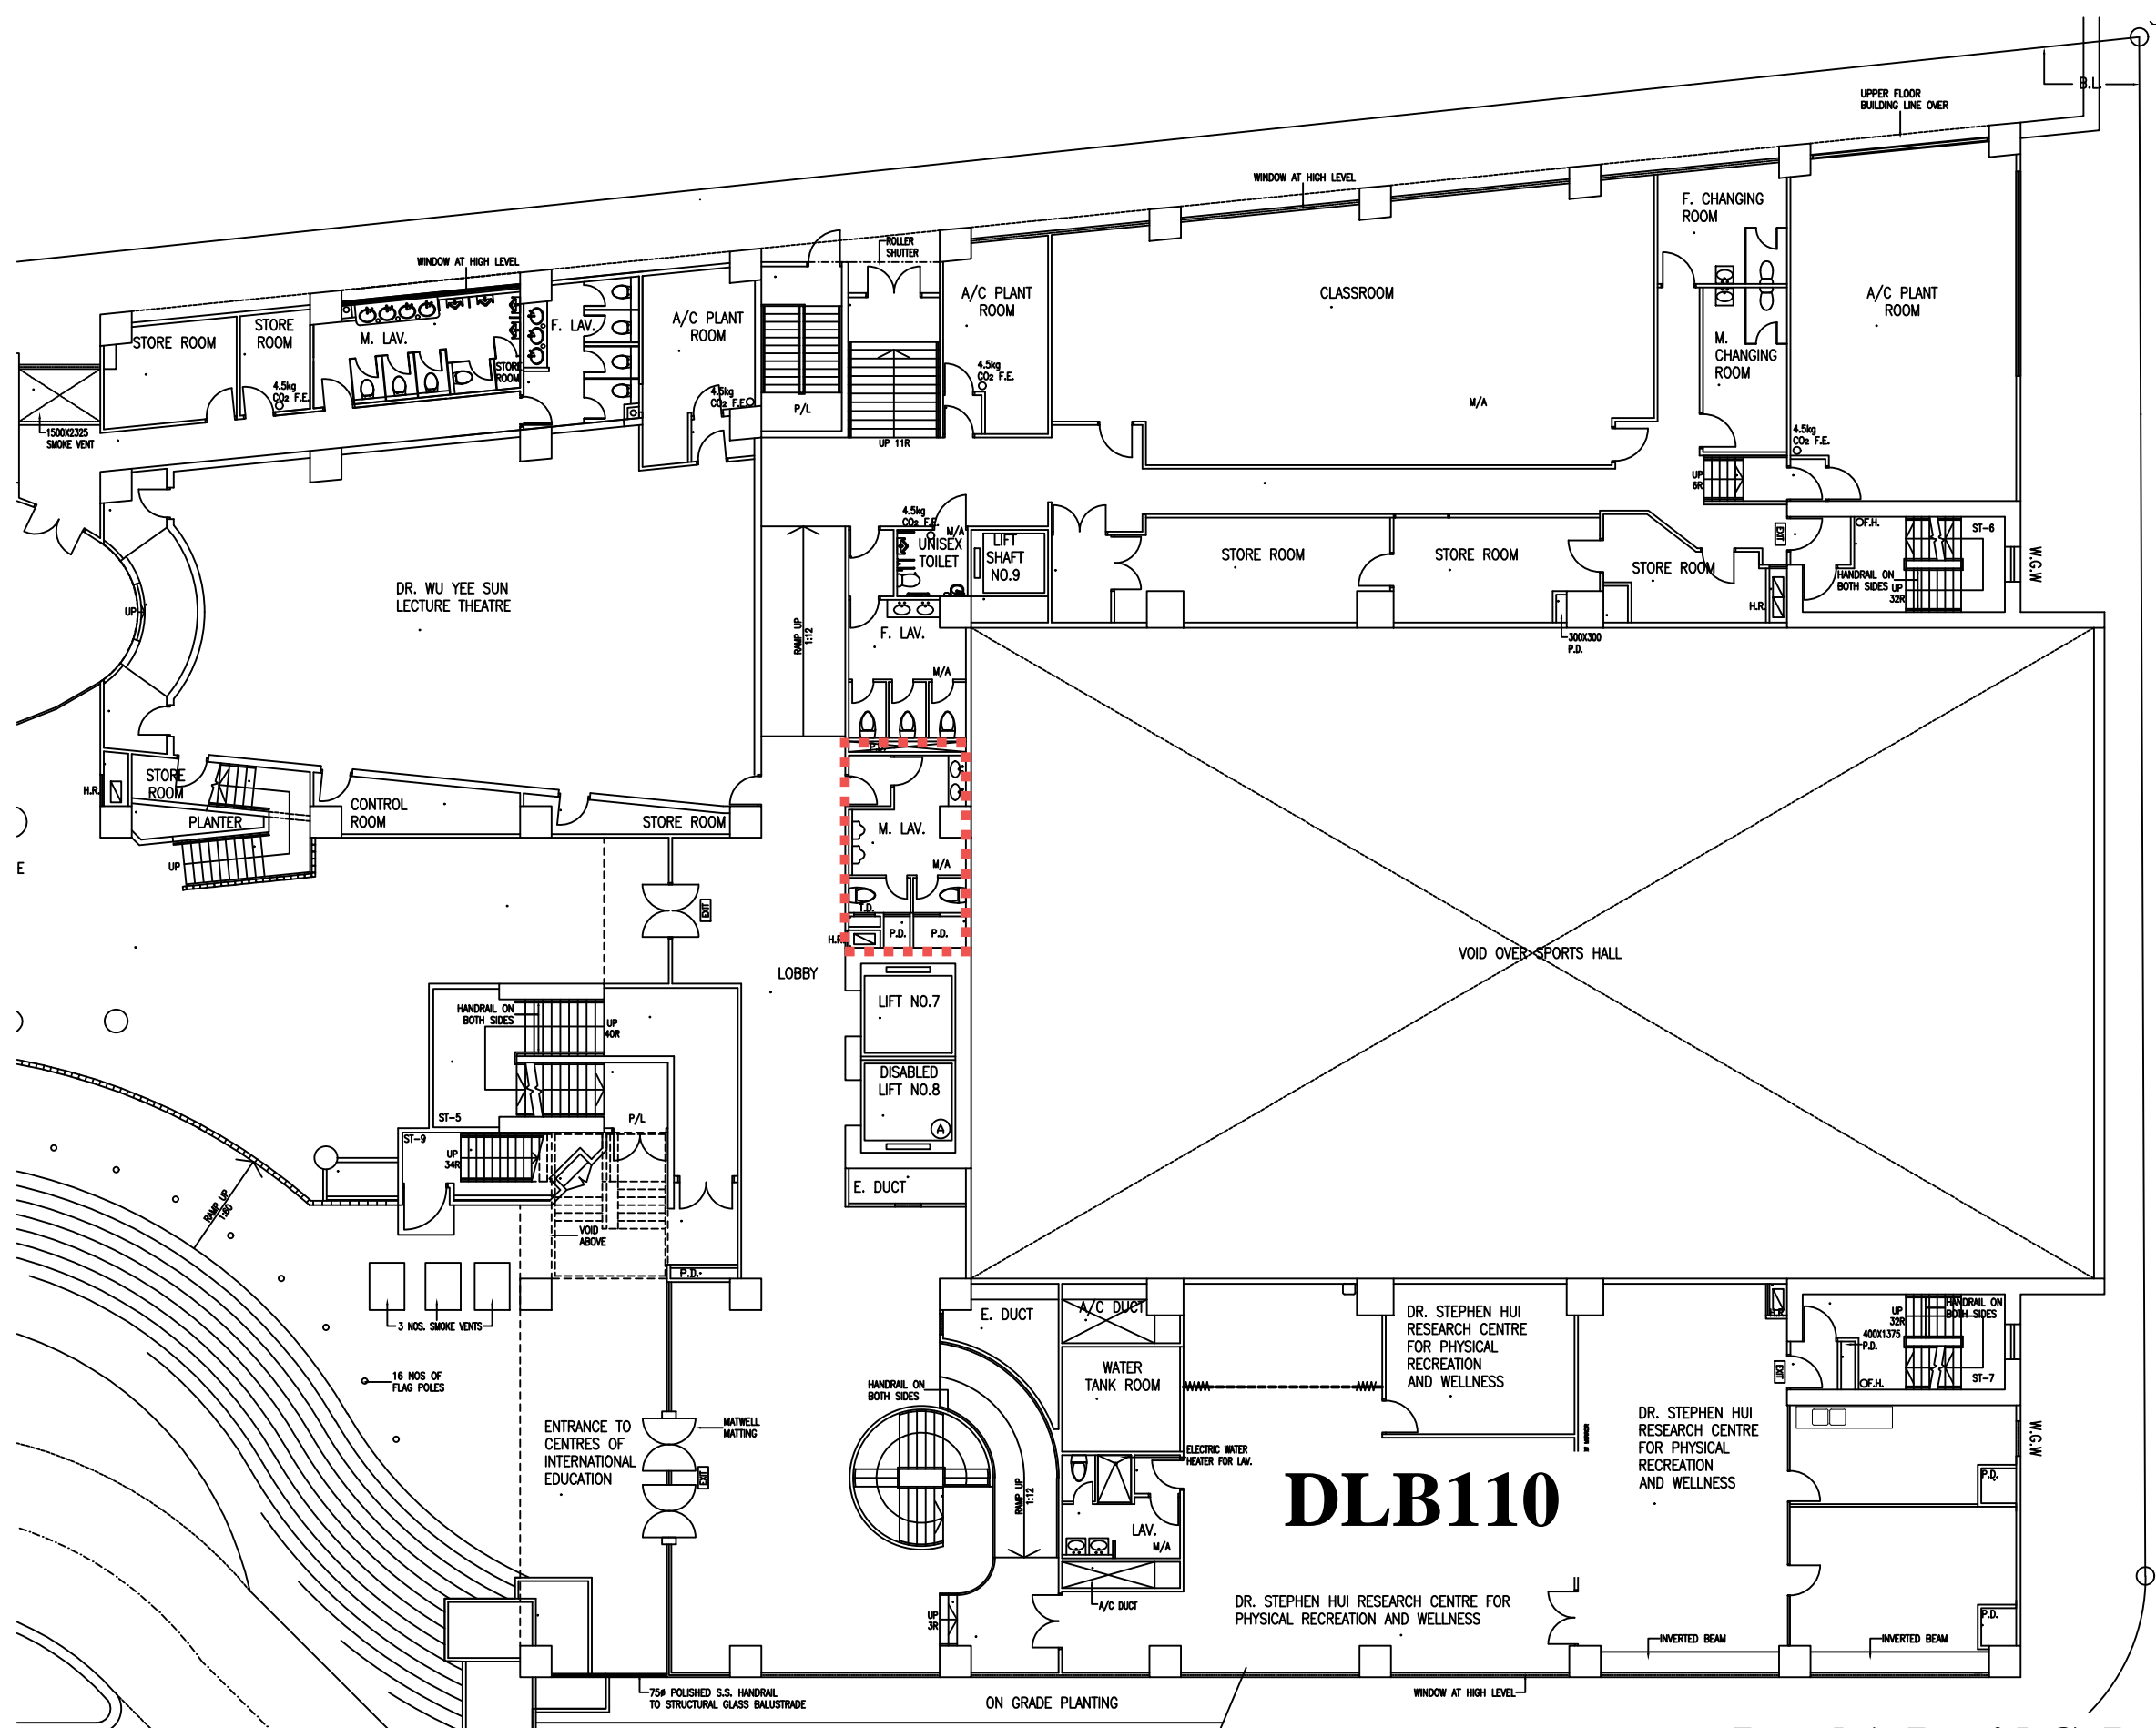 B.L.
UPPER FLOOR
BUILDING LINE OVER
WINDOW AT HIGH LEVEL
F. CHANGING
ROOM
ROLLER
SHUTTER
WINDOW AT HIGH LEVEL
A/C PLANT
ROOM
CLASSROOM
A/C PLANT
ROOM
STORE ROOM
STORE
ROOM
M. LAV.
F. LAV.
A/C PLANT
ROOM
M.
CHANGING
ROOM
STORE
ROOM
4.5kg
CO2 F.E.
4.5kg
CO2 F.E.
4.5kg
CO2 F.E.
P/L
M/A
1500X2325
SMOKE VENT
UP 11R
4.5kg
CO2 F.E.
UP
6R
4.5kg
CO2 F.E.
M/A
UNISEX
TOILET
LIFT
SHAFT
NO.9
STORE ROOM
STORE ROOM
STORE ROOM
EXIT
F.H.
ST-6
HANDRAIL ON
BOTH SIDES
UP
32R
W.G.W
H.R.
DR. WU YEE SUN
LECTURE THEATRE
UP
RAMP UP
1:12
F. LAV.
300X300
P.D.
M/A
STORE
ROOM
H.R.
PLANTER
CONTROL
ROOM
STORE ROOM
UP
M. LAV.
M/A
E
EXIT
T.D.
P.D.
P.D.
H.R.
VOID OVER SPORTS HALL
LOBBY
LIFT NO.7
HANDRAIL ON
BOTH SIDES
UP
40R
DISABLED
LIFT NO.8
A
ST-5
P/L
ST-9
UP
34R
E. DUCT
RAMP UP
1:60
VOID
ABOVE
P.D.
3 NOS. SMOKE VENTS
E. DUCT
A/C DUCT
DR. STEPHEN HUI
RESEARCH CENTRE
FOR PHYSICAL
RECREATION
AND WELLNESS
H.R.
UP
32R
HANDRAIL ON
BOTH SIDES
400X1375
P.D.
EXIT
F.H.
ST-7
WATER
TANK ROOM
16 NOS OF
FLAG POLES
HANDRAIL ON
BOTH SIDES
ENTRANCE TO
CENTRES OF
INTERNATIONAL
EDUCATION
MATWELL
MATTING
EXIT
ELECTRIC WATER
HEATER FOR LAV.
DR. STEPHEN HUI
RESEARCH CENTRE
FOR PHYSICAL
RECREATION
AND WELLNESS
W.G.W
P.D.
DLB110
RAMP UP
1:12
LAV.
M/A
A/C DUCT
UP
3R
DR. STEPHEN HUI RESEARCH CENTRE FOR
PHYSICAL RECREATION AND WELLNESS
P.D.
INVERTED BEAM
INVERTED BEAM
75ø POLISHED S.S. HANDRAIL
TO STRUCTURAL GLASS BALUSTRADE
ON GRADE PLANTING
WINDOW AT HIGH LEVEL